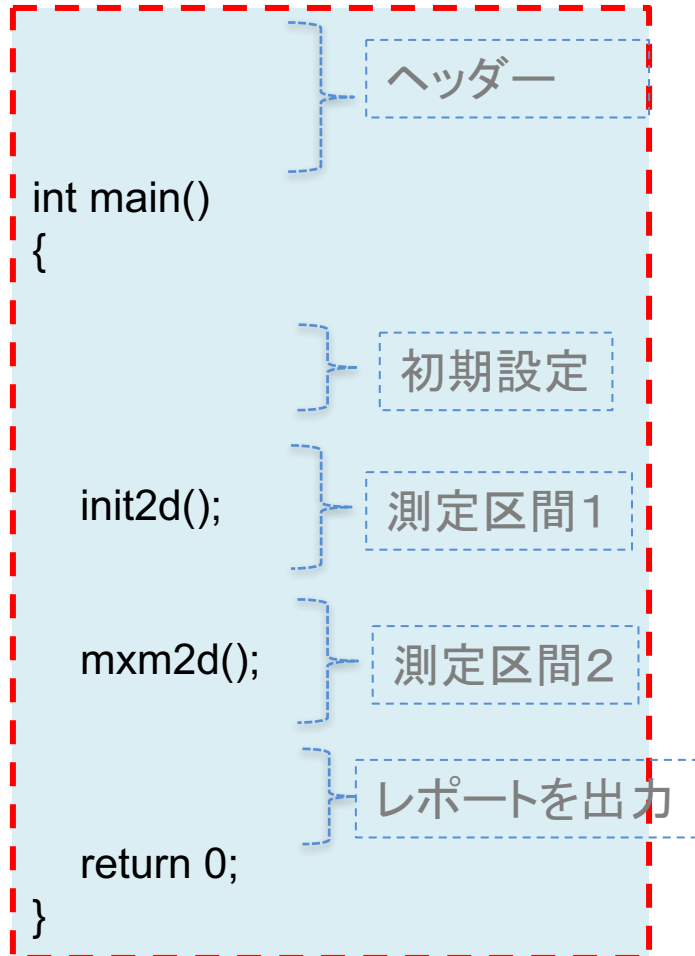 ヘッダー
int main()
{
初期設定
init2d();
測定区間１
mxm2d();
測定区間２
レポートを出力
return 0;
}